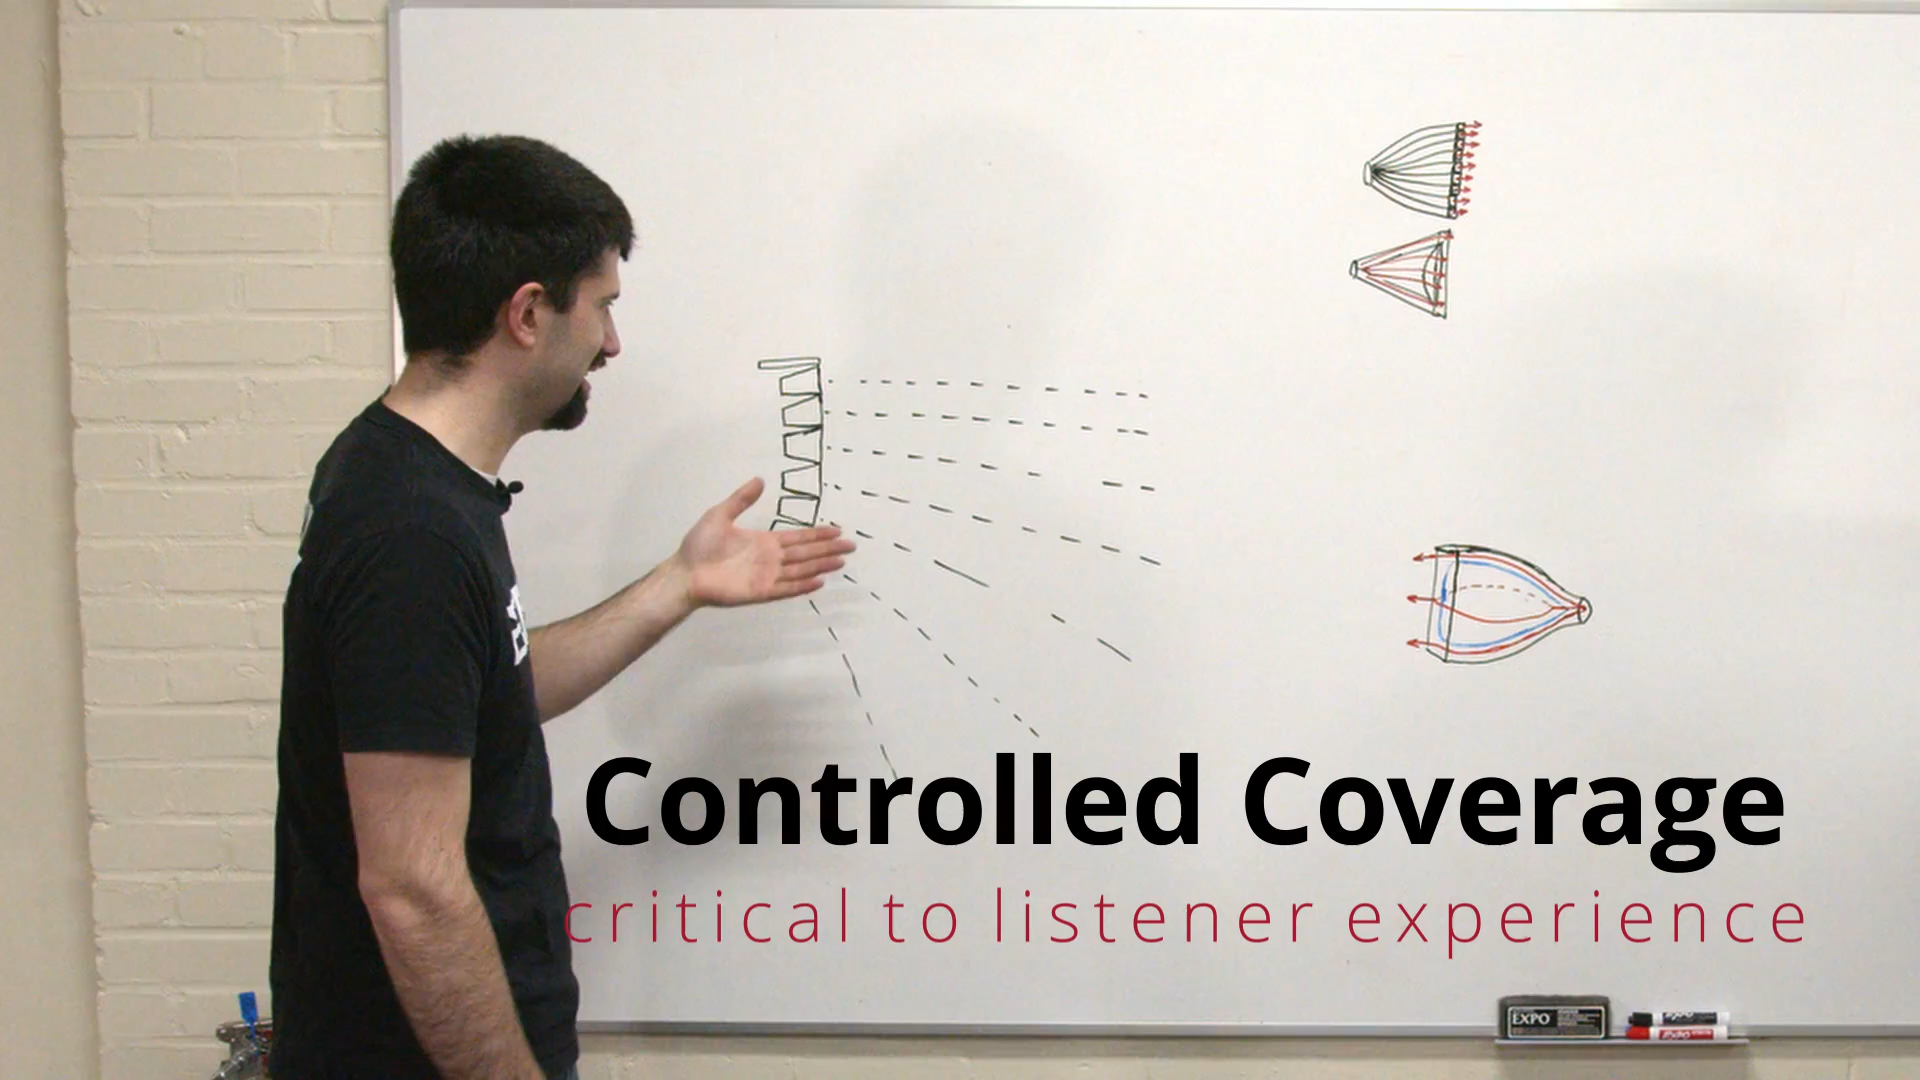 Controlled Coverage
critical to listener experience
EXPO